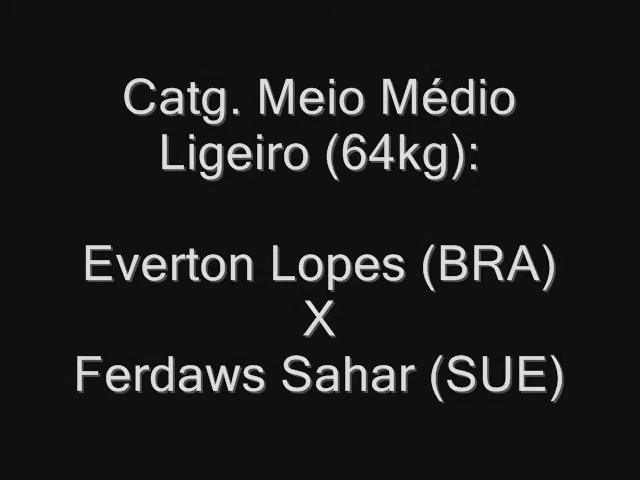 Catg. Meio Médio
Ligeiro (64kg):
Everton Lopes (BRA)
X
Ferdaws Sahar (SUE)